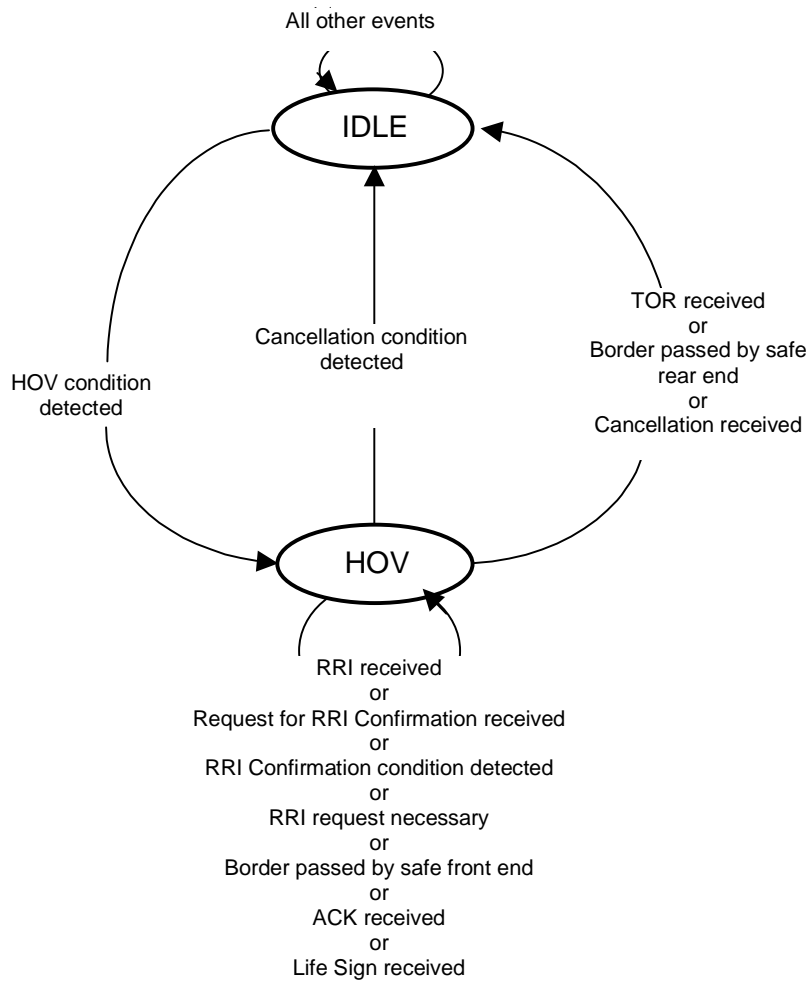 All other events
IDLE
Cancellation condition
detected
TOR received
or
Border passed by safe
rear end
or
Cancellation received
HOV condition
detected
HOV
RRI received
or
Request for RRI Confirmation received
or
RRI Confirmation condition detected
or
RRI request necessary
or
Border passed by safe front end
or
ACK received
or
Life Sign received